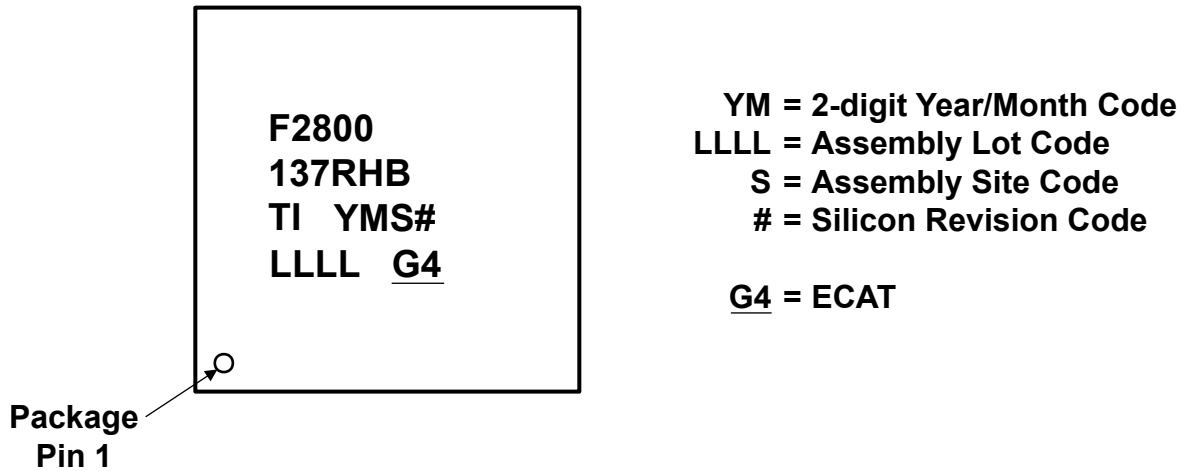 F2800
137RHB
TI YMS#
LLLL G4
YM = 2-digit Year/Month Code
LLLL = Assembly Lot Code
S = Assembly Site Code
# = Silicon Revision Code
G4 = ECAT
Package
Pin 1